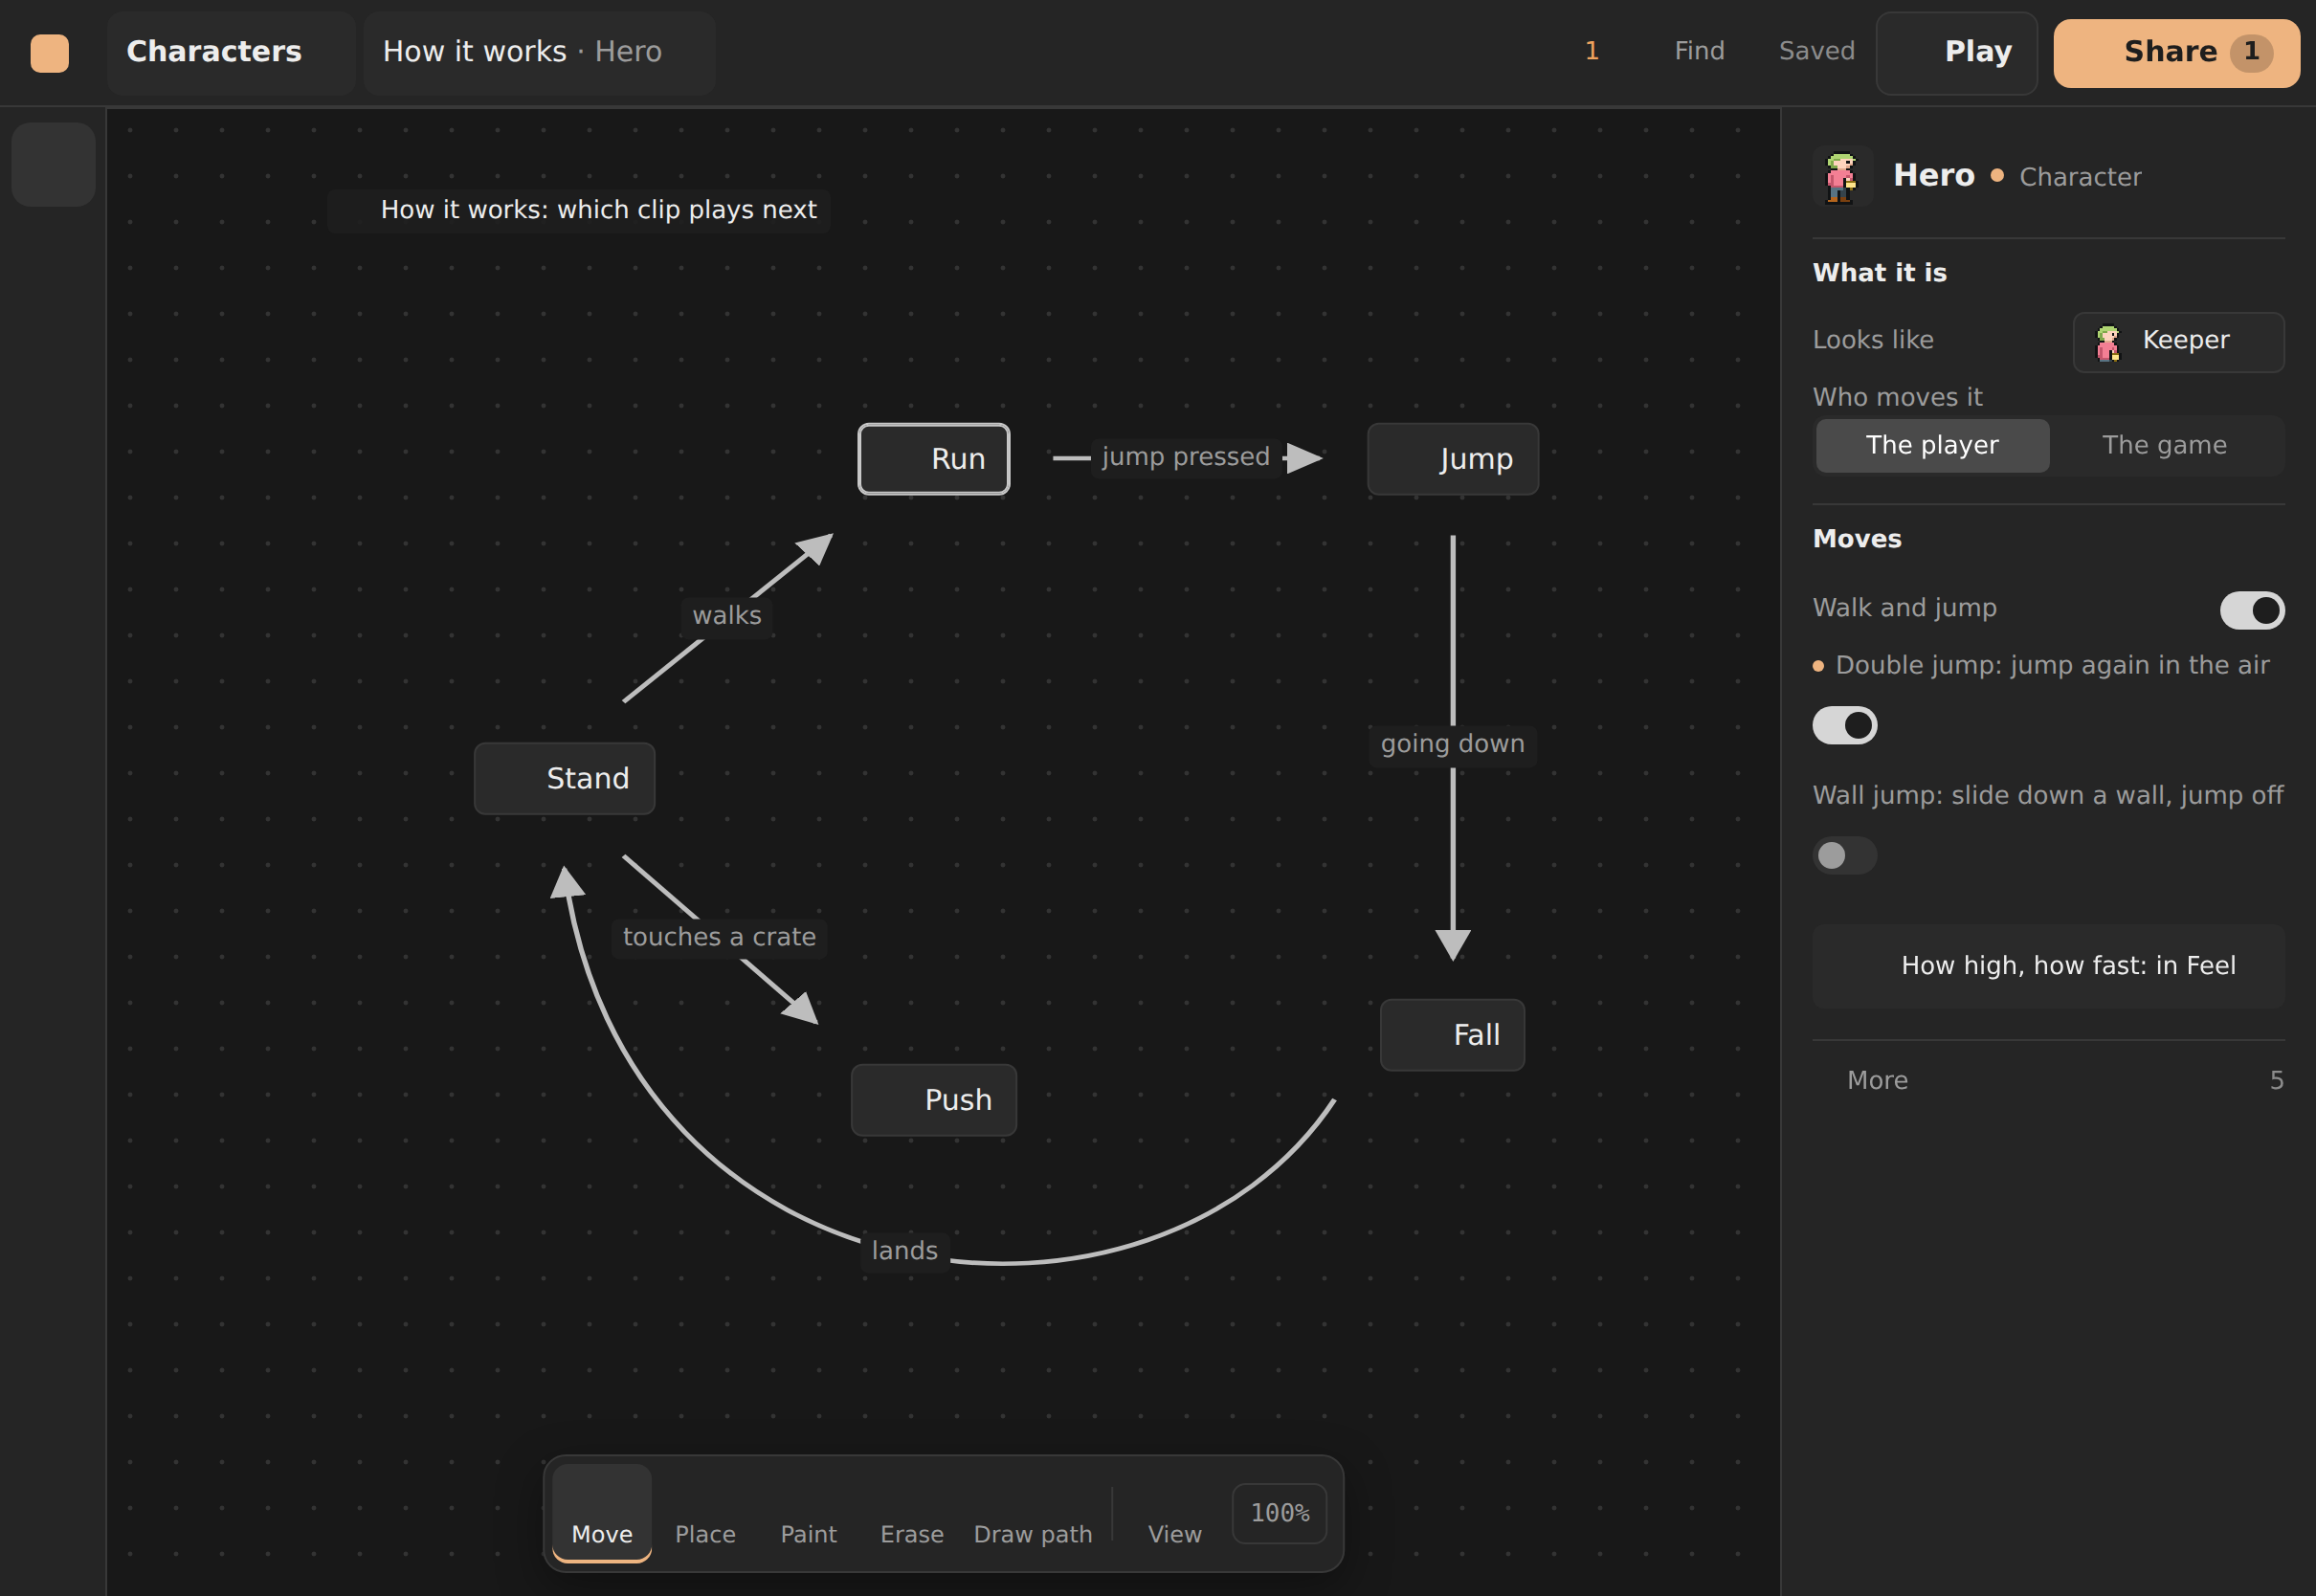 Characters
How it works · Hero
1
Find
Saved
Play
Share 1
How it works: which clip plays next
Run
jump pressed
Jump
walks
going down
Stand
touches a crate
Fall
Push
lands
Move
Place
Paint
Erase
Draw path
View
100%
Hero
Character
What it is
Looks like
Keeper
Who moves it
The player
The game
Moves
Walk and jump
Double jump: jump again in the air
Wall jump: slide down a wall, jump off
How high, how fast: in Feel
More
5